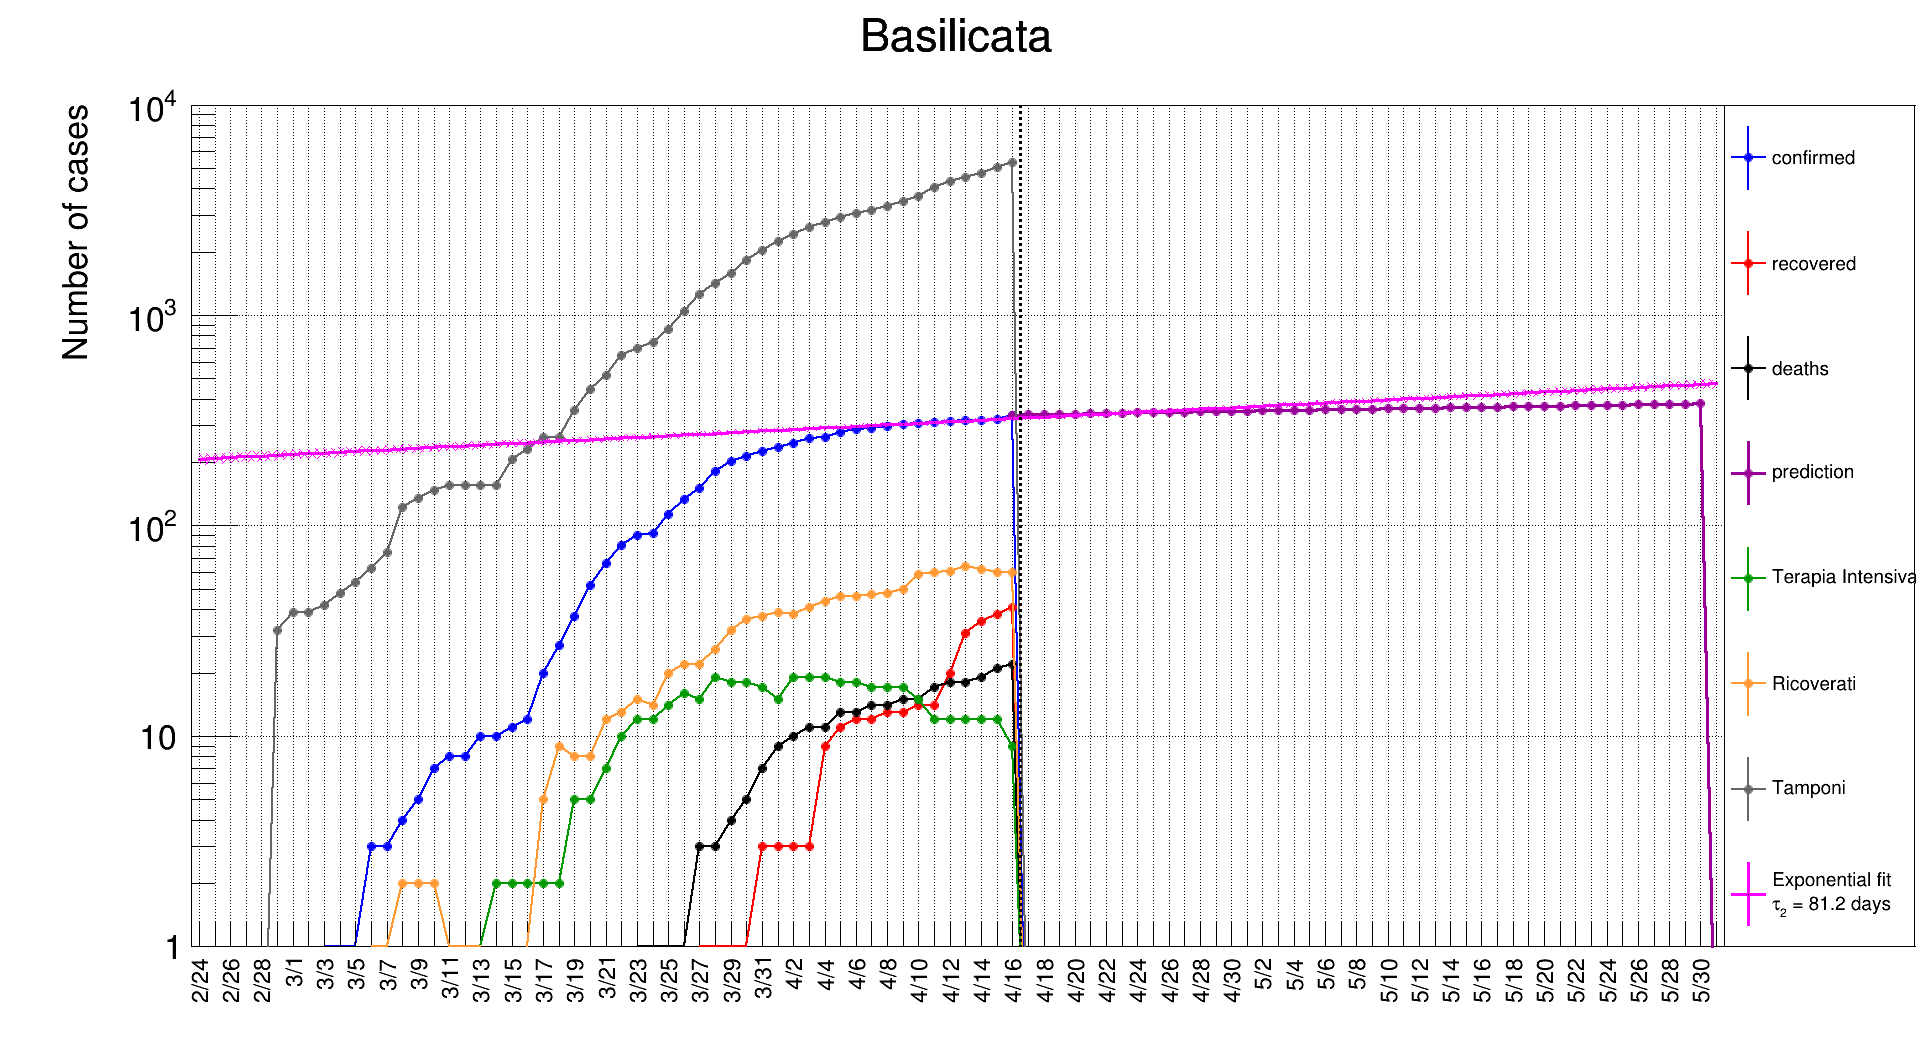 Basilicata
Number of cases
10^4
10^3
10^2
10
1
2/24 2/26 2/28 3/1 3/3 3/5 3/7 3/9 3/11 3/13 3/15 3/17 3/19 3/21 3/23 3/25 3/27 3/29 3/31 4/2 4/4 4/6 4/8 4/10 4/12 4/14 4/16 4/18 4/20 4/22 4/24 4/26 4/28 4/30 5/2 5/4 5/6 5/8 5/10 5/12 5/14 5/16 5/18 5/20 5/22 5/24 5/26 5/28 5/30
confirmed
recovered
deaths
prediction
Terapia Intensiva
Ricoverati
Tamponi
Exponential fit
τ_2 = 81.2 days